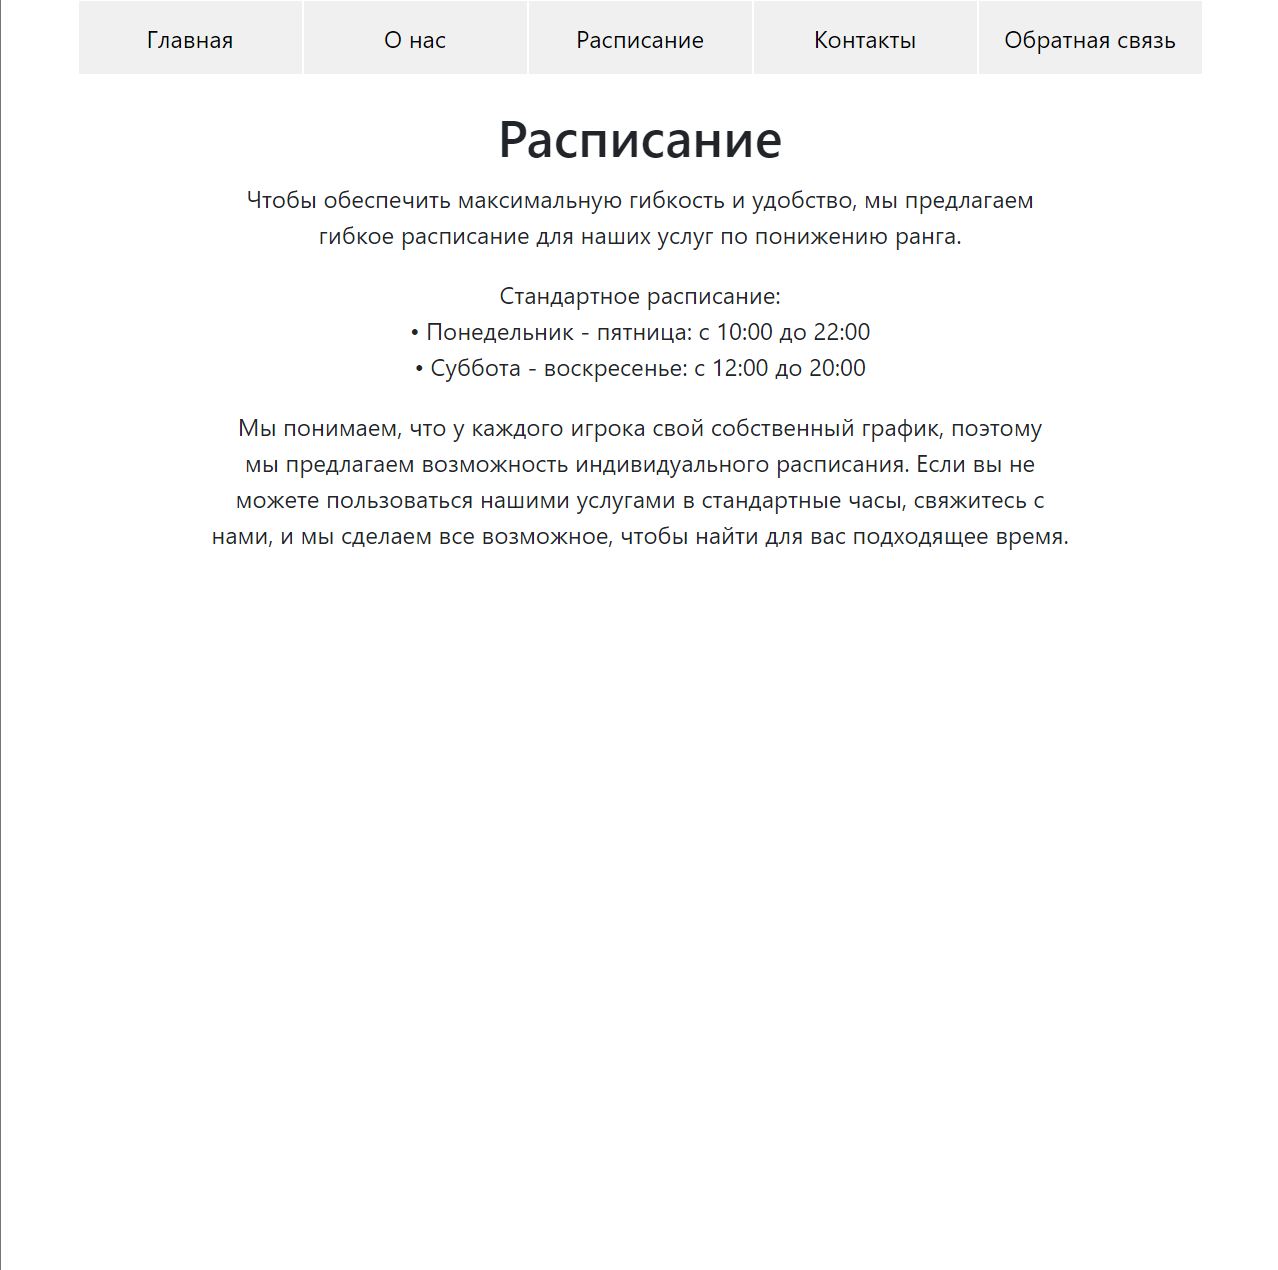 Главная
О нас
Расписание
Контакты
Обратная связь
Расписание
Чтобы обеспечить максимальную гибкость и удобство, мы предлагаем
гибкое расписание для наших услуг по понижению ранга.
Стандартное расписание:
• Понедельник - пятница: с 10:00 до 22:00
• Суббота - воскресенье: с 12:00 до 20:00
Мы понимаем, что у каждого игрока свой собственный график, поэтому
мы предлагаем возможность индивидуального расписания. Если вы не
можете пользоваться нашими услугами в стандартные часы, свяжитесь с
нами, и мы сделаем все возможное, чтобы найти для вас подходящее время.